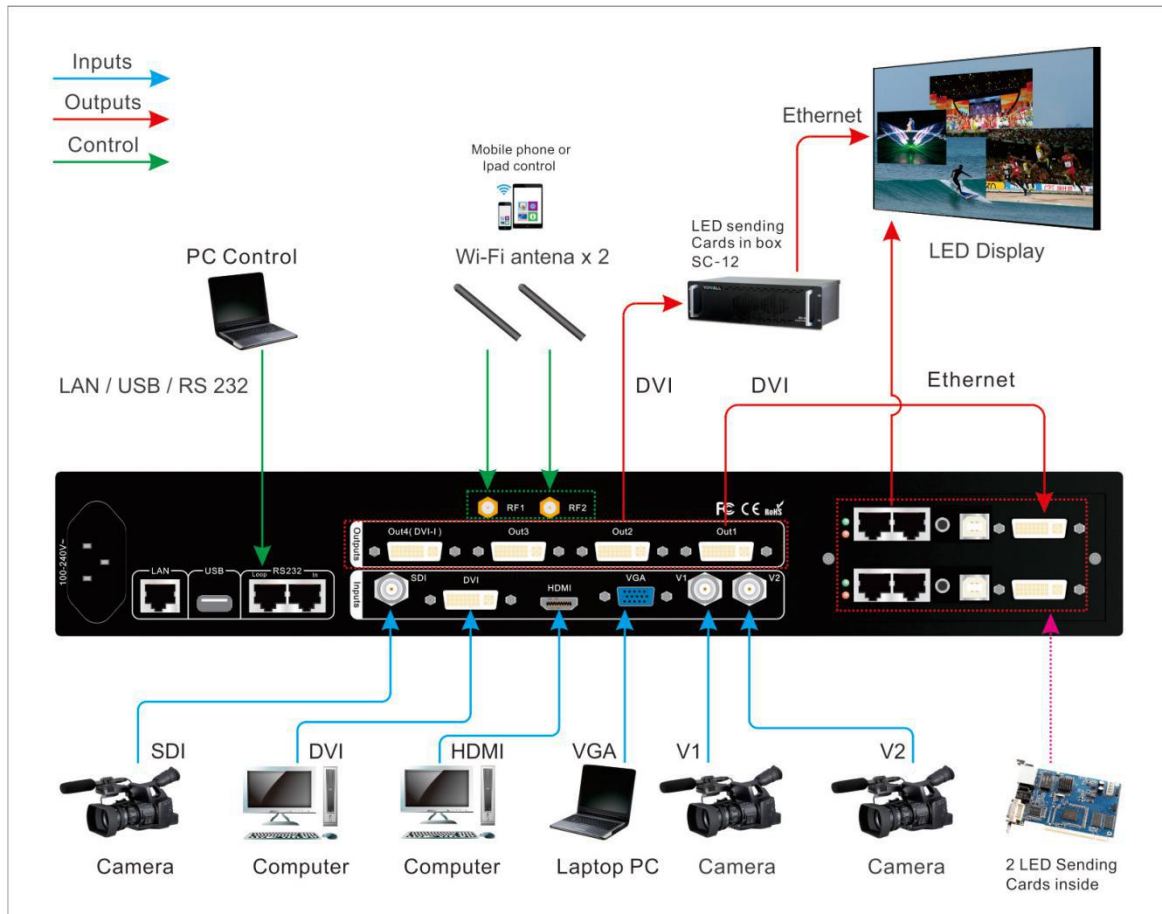 Inputs
Outputs
Control
Mobile phone or
Ipad control
Ethernet
LED sending
Cards in box
SC-12
LED Display
PC Control
Wi-Fi antena x 2
LAN / USB / RS 232
DVI
DVI
Ethernet
RF1
RF2
FC CE RoHS
Outputs
Out4( DVI-I )
Out3
Out2
Out1
100-240V~
LAN
USB
RS232
Loop
In
Inputs
SDI
DVI
HDMI
VGA
V1
V2
SDI
DVI
HDMI
VGA
V1
V2
Camera
Computer
Computer
Laptop PC
Camera
Camera
2 LED Sending
Cards inside